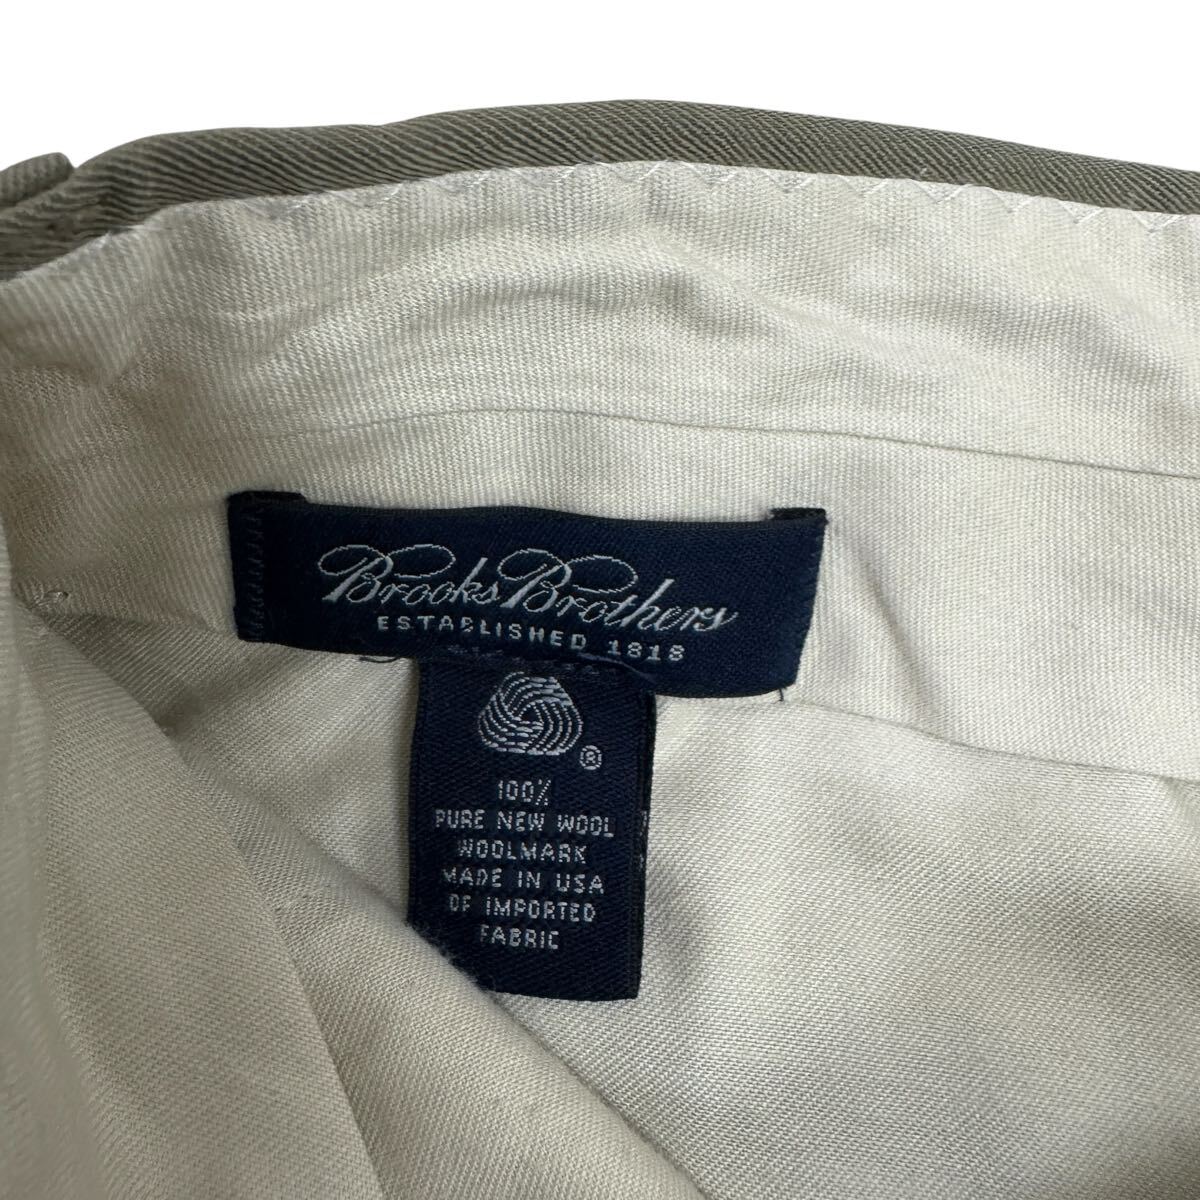 Brooks Brothers
ESTABLISHED 1818
®
100%
PURE NEW WOOL
WOOLMARK
MADE IN USA
OF IMPORTED
FABRIC